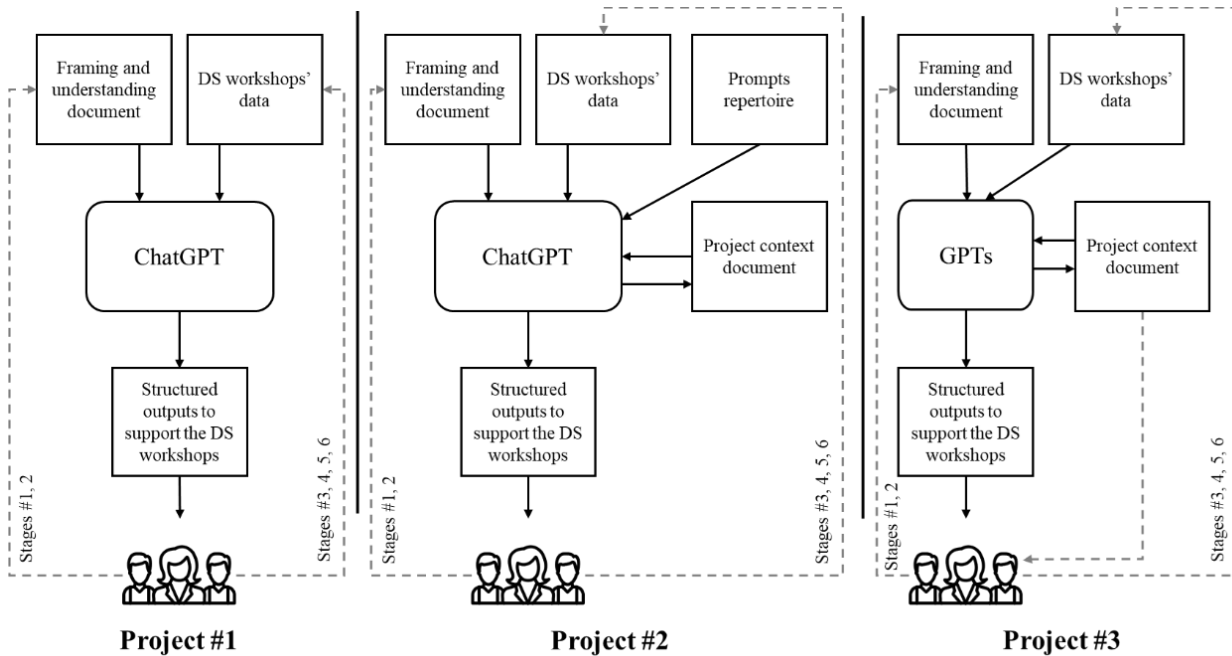 Framing and
understanding
document
DS workshops'
data
ChatGPT
Structured
outputs to
support the DS
workshops
Stages #1, 2
Stages #3, 4, 5, 6
Project #1
Framing and
understanding
document
DS workshops'
data
Prompts
repertoire
ChatGPT
Project context
document
Structured
outputs to
support the DS
workshops
Stages #1, 2
Stages #3, 4, 5, 6
Project #2
Framing and
understanding
document
DS workshops'
data
GPTs
Project context
document
Structured
outputs to
support the DS
workshops
Stages #1, 2
Stages #3, 4, 5, 6
Project #3